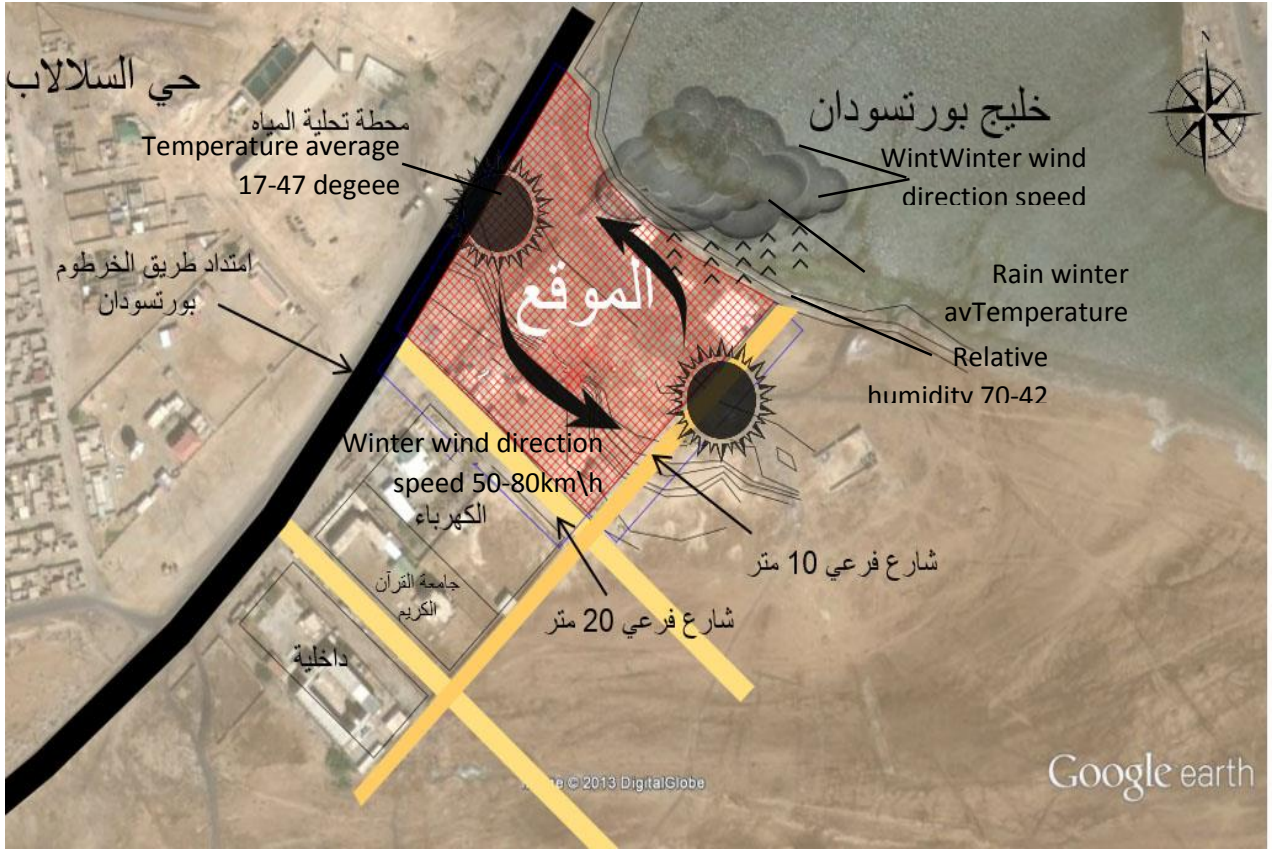 حي السلالاب
محطة تحلية المياه
Temperature average
17-47 degeee
خليج بورتسودان
N
WintWinter wind
direction speed
Rain winter
avTemperature
Relative
humidity 70-42
امتداد طريق الخرطوم
بورتسودان
الموقع
Winter wind direction
speed 50-80km\h
الكهرباء
جامعة القرآن
الكريم
داخلية
شارع فرعي 10 متر
شارع فرعي 20 متر
© 2013 DigitalGlobe
Google earth